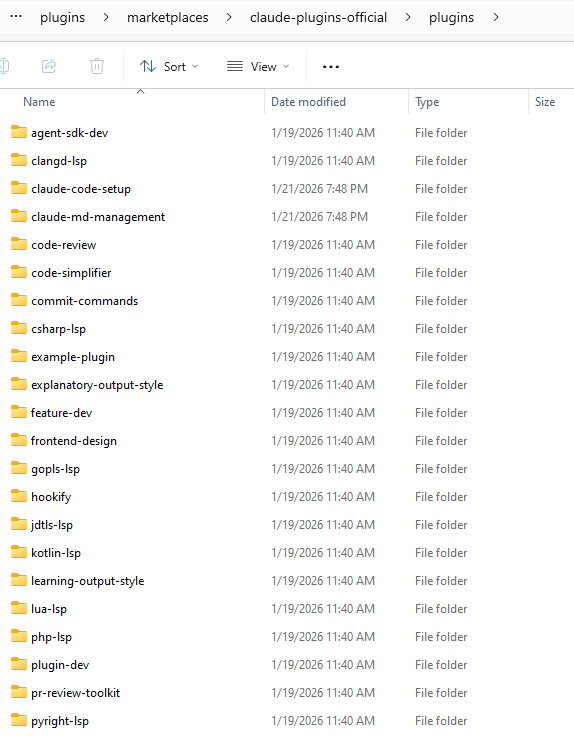 ... plugins > marketplaces > claude-plugins-official > plugins >
Sort View ...
Name Date modified Type Size
agent-sdk-dev 1/19/2026 11:40 AM File folder
clangd-lsp 1/19/2026 11:40 AM File folder
claude-code-setup 1/21/2026 7:48 PM File folder
claude-md-management 1/21/2026 7:48 PM File folder
code-review 1/19/2026 11:40 AM File folder
code-simplifier 1/19/2026 11:40 AM File folder
commit-commands 1/19/2026 11:40 AM File folder
csharp-lsp 1/19/2026 11:40 AM File folder
example-plugin 1/19/2026 11:40 AM File folder
explanatory-output-style 1/19/2026 11:40 AM File folder
feature-dev 1/19/2026 11:40 AM File folder
frontend-design 1/19/2026 11:40 AM File folder
gopls-lsp 1/19/2026 11:40 AM File folder
hookify 1/19/2026 11:40 AM File folder
jdtls-lsp 1/19/2026 11:40 AM File folder
kotlin-lsp 1/19/2026 11:40 AM File folder
learning-output-style 1/19/2026 11:40 AM File folder
lua-lsp 1/19/2026 11:40 AM File folder
php-lsp 1/19/2026 11:40 AM File folder
plugin-dev 1/19/2026 11:40 AM File folder
pr-review-toolkit 1/19/2026 11:40 AM File folder
pyright-lsp 1/19/2026 11:40 AM File folder